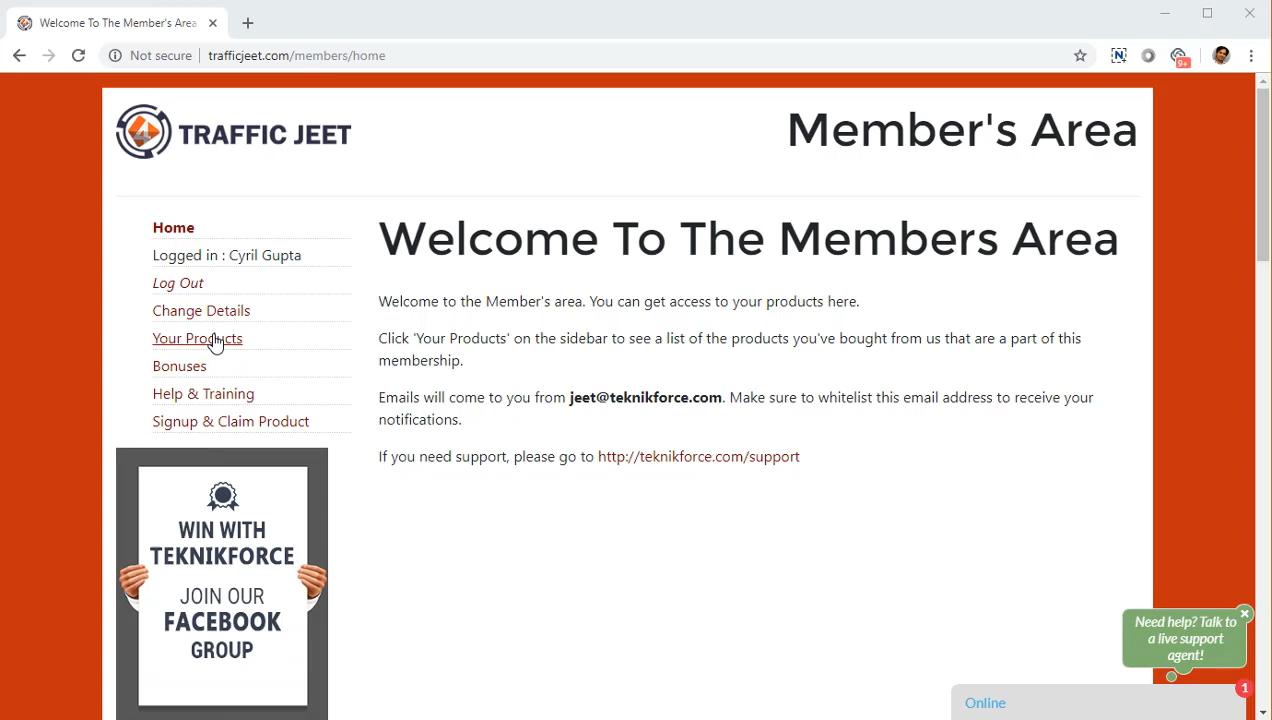 Welcome To The Member's Area
Not secure
trafficjeet.com/members/home
N
9+
TRAFFIC JEET
Member's Area
Home
Logged in : Cyril Gupta
Log Out
Change Details
Your Products
Bonuses
Help & Training
Signup & Claim Product
WIN WITH
TEKNIKFORCE
JOIN OUR
FACEBOOK
GROUP
Welcome To The Members Area
Welcome to the Member's area. You can get access to your products here.
Click 'Your Products' on the sidebar to see a list of the products you've bought from us that are a part of this
membership.
Emails will come to you from jeet@teknikforce.com. Make sure to whitelist this email address to receive your
notifications.
If you need support, please go to http://teknikforce.com/support
Need help? Talk to
a live support
agent!
1
Online